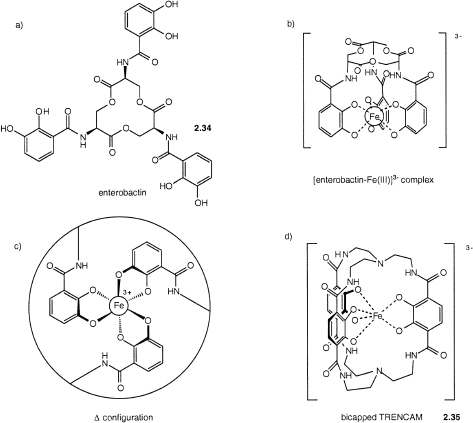 a)
OH
OH
O
NH
O
O
O
OH
HO
O
N
H
O
O
O
O
NH
2.34
O
OH
OH
enterobactin
b)
3-
O
O
O
O
O
O
O
NH
NH
HN
O
O
O
O
Fe
O
O
O
O
[enterobactin-Fe(III)]3- complex
c)
O
NH
O
O
O
HN
3+
Fe
O
O
O
O
H
N
O
Δ configuration
d)
3-
HN
N
NH
HN
O
O
O
O
O
O
Fe
O
O
O
O
O
O
NH
NH
N
HN
bicapped TRENCAM
2.35